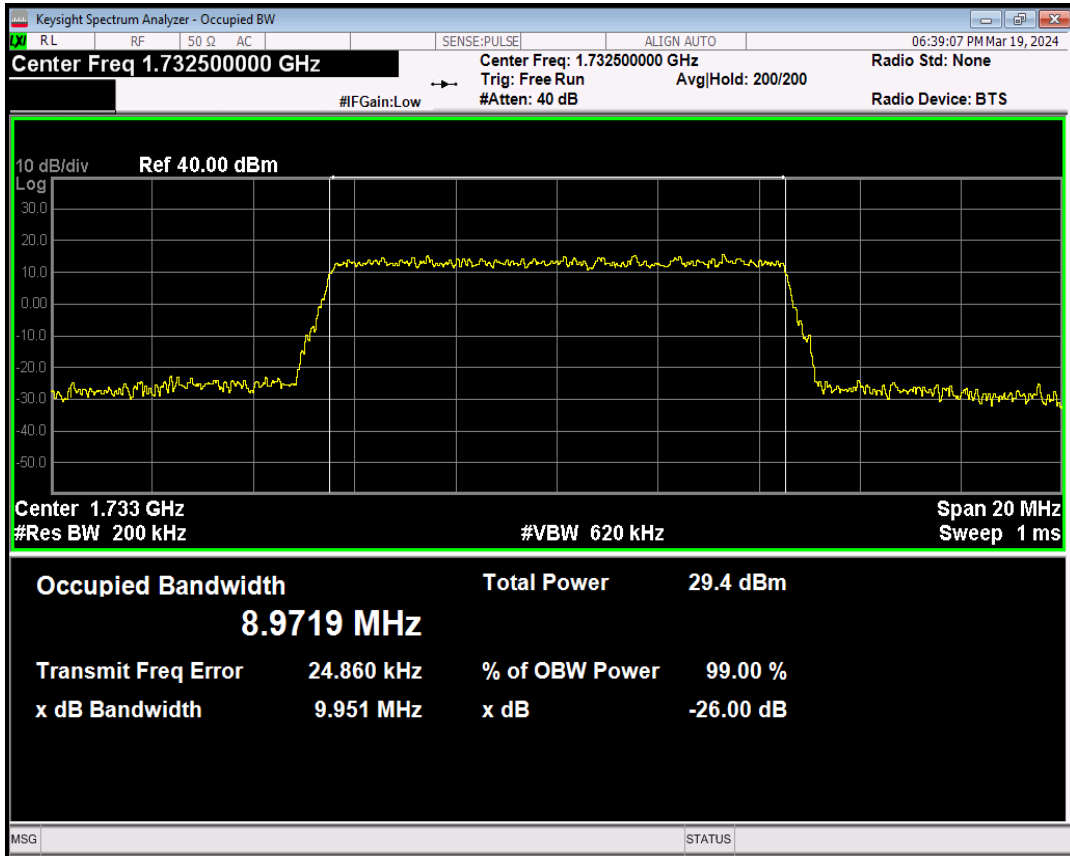 Keysight Spectrum Analyzer - Occupied BW
LXI RL RF 50 Ω AC SENSE:PULSE ALIGN AUTO 06:39:07 PM Mar 19, 2024
Center Freq 1.732500000 GHz Center Freq: 1.732500000 GHz Radio Std: None
Trig: Free Run Avg|Hold: 200/200
#IFGain:Low #Atten: 40 dB Radio Device: BTS
10 dB/div Ref 40.00 dBm
Log
30.0
20.0
10.0
0.00
-10.0
-20.0
-30.0
-40.0
-50.0
Center 1.733 GHz Span 20 MHz
#Res BW 200 kHz #VBW 620 kHz Sweep 1 ms
Occupied Bandwidth Total Power 29.4 dBm
8.9719 MHz
Transmit Freq Error 24.860 kHz % of OBW Power 99.00 %
x dB Bandwidth 9.951 MHz x dB -26.00 dB
MSG STATUS